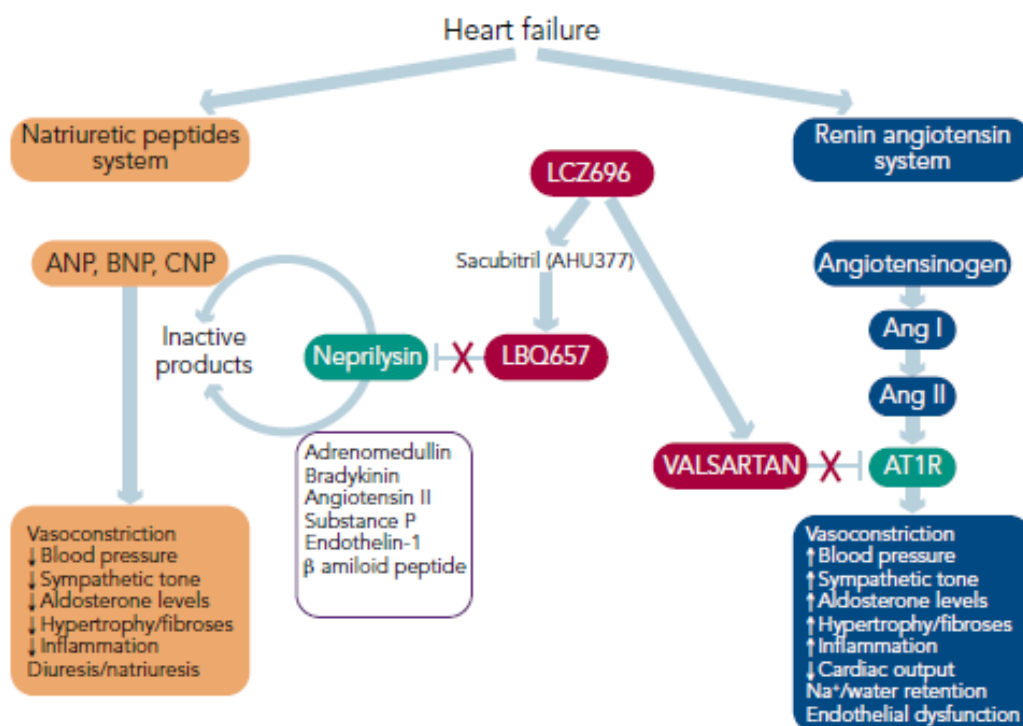 Heart failure
Natriuretic peptides
system
Renin angiotensin
system
LCZ696
Sacubitril (AHU377)
ANP, BNP, CNP
Angiotensinogen
Inactive
products
Neprilysin
X
LBQ657
Ang I
Ang II
Adrenomedullin
Bradykinin
Angiotensin II
Substance P
Endothelin-1
β amiloid peptide
VALSARTAN
X
AT1R
Vasoconstriction
↓Blood pressure
↓Sympathetic tone
↓Aldosterone levels
↓Hypertrophy/fibroses
↓Inflammation
Diuresis/natriuresis
Vasoconstriction
↑Blood pressure
↑Sympathetic tone
↑Aldosterone levels
↑Hypertrophy/fibroses
↑Inflammation
↓Cardiac output
Na⁺/water retention
Endothelial dysfunction